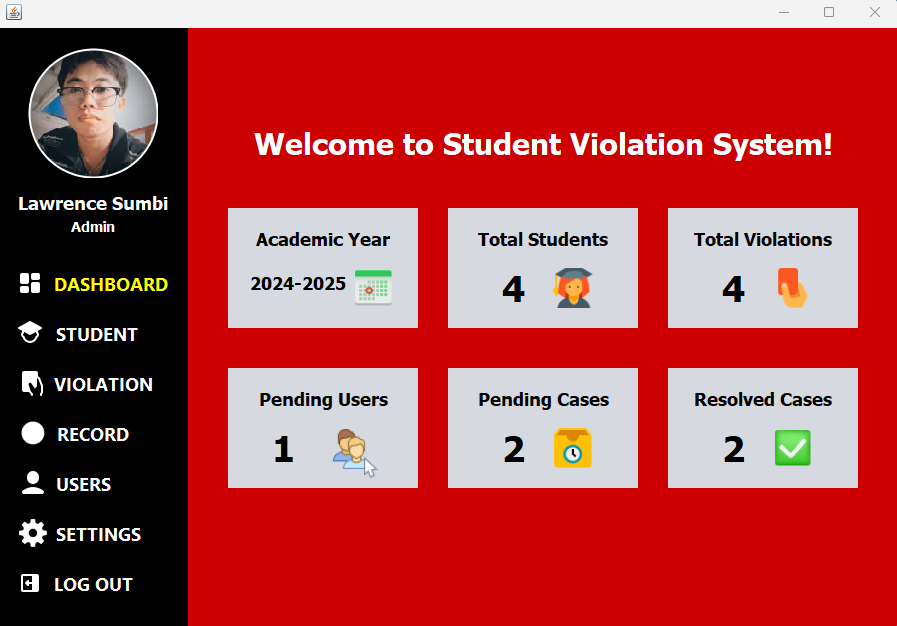 Lawrence Sumbi
Admin
DASHBOARD
STUDENT
VIOLATION
RECORD
USERS
SETTINGS
LOG OUT
Welcome to Student Violation System!
Academic Year
2024-2025
Total Students
4
Total Violations
4
Pending Users
1
Pending Cases
2
Resolved Cases
2